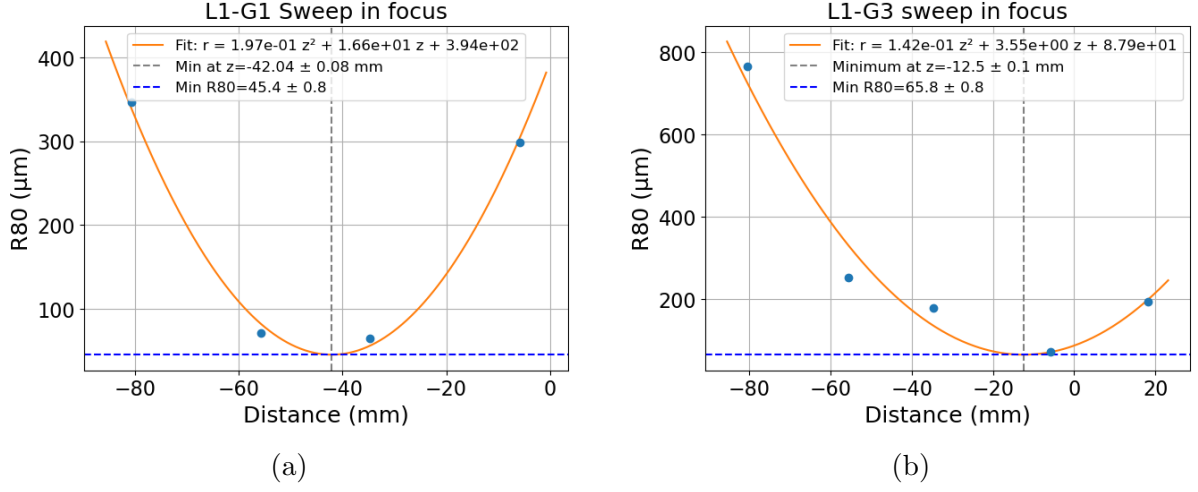 L1-G1 Sweep in focus
Fit: r = 1.97e-01 z² + 1.66e+01 z + 3.94e+02
Min at z=-42.04 ± 0.08 mm
Min R80=45.4 ± 0.8
R80 (μm)
400
300
200
100
−80 −60 −40 −20 0
Distance (mm)
(a)
L1-G3 sweep in focus
Fit: r = 1.42e-01 z² + 3.55e+00 z + 8.79e+01
Minimum at z=-12.5 ± 0.1 mm
Min R80=65.8 ± 0.8
R80 (μm)
800
600
400
200
−80 −60 −40 −20 0 20
Distance (mm)
(b)